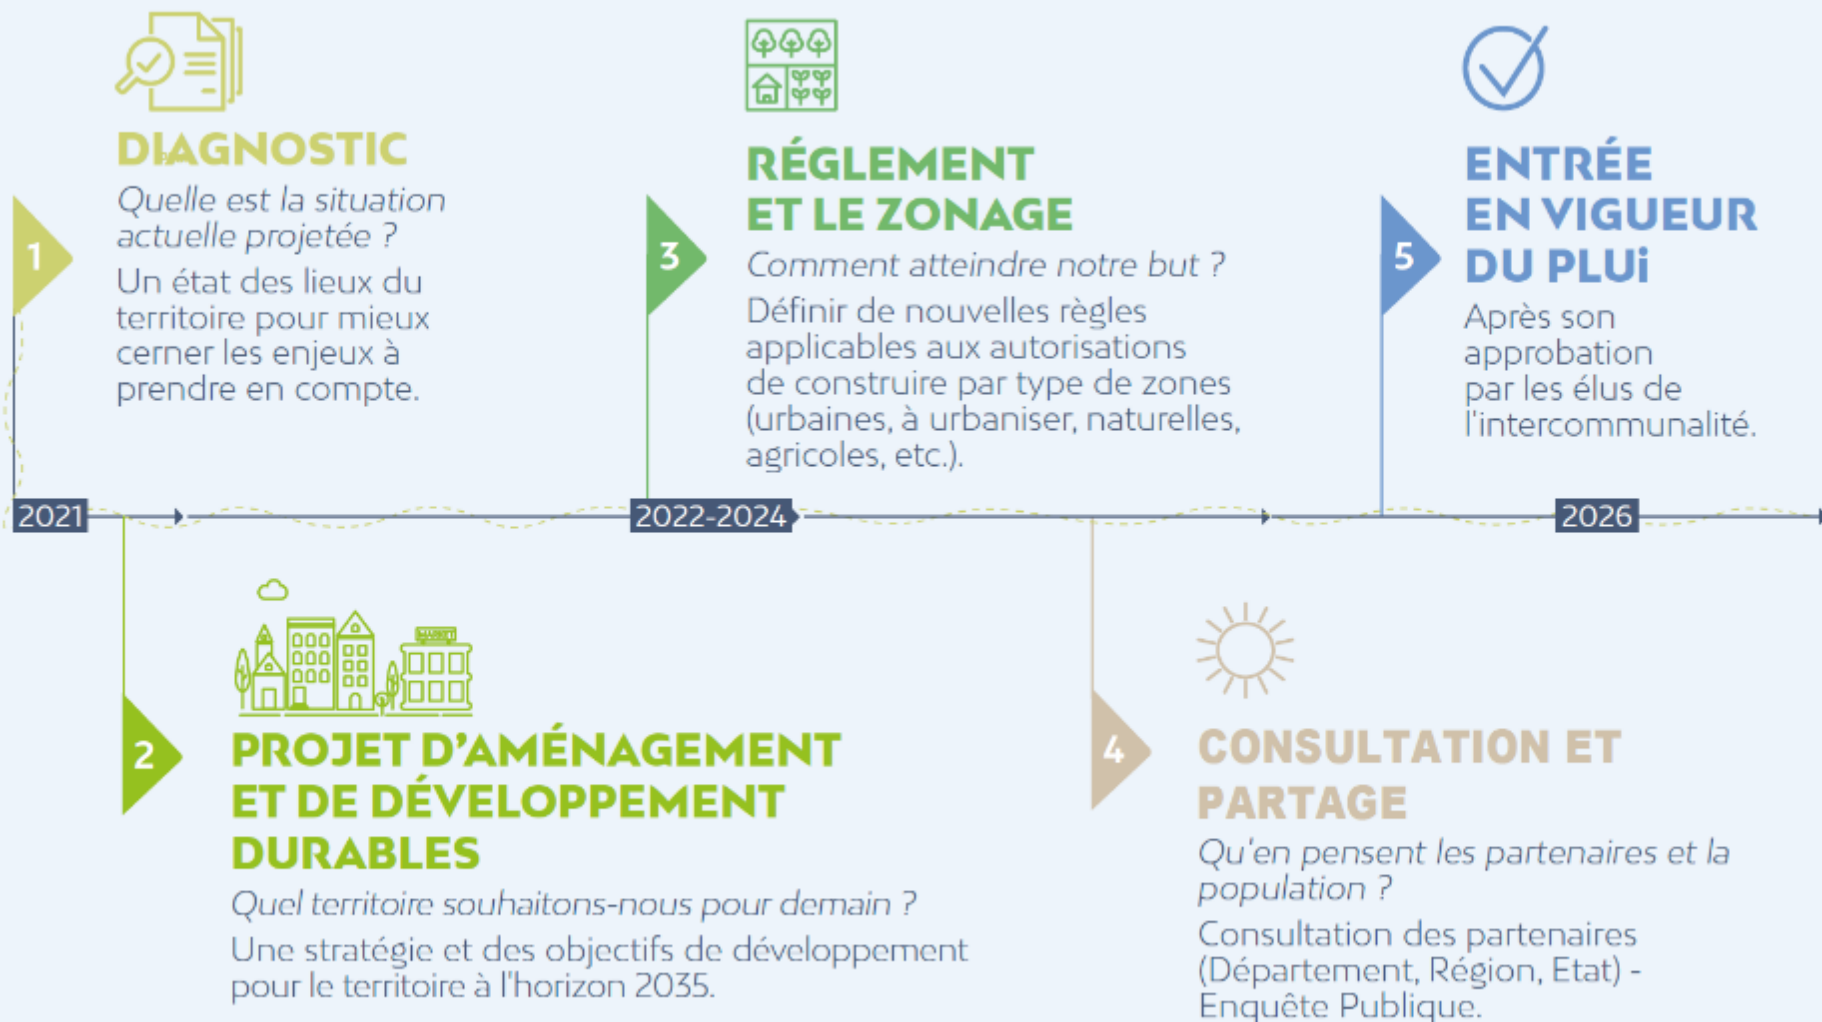 1
DIAGNOSTIC
Quelle est la situation
actuelle projetée ?
Un état des lieux du
territoire pour mieux
cerner les enjeux à
prendre en compte.
3
RÉGLEMENT
ET LE ZONAGE
Comment atteindre notre but ?
Définir de nouvelles règles
applicables aux autorisations
de construire par type de zones
(urbaines, à urbaniser, naturelles,
agricoles, etc.).
5
ENTRÉE
EN VIGUEUR
DU PLUi
Après son
approbation
par les élus de
l'intercommunalité.
2021
2022-2024
2026
2
MARKET
PROJET D'AMÉNAGEMENT
ET DE DÉVELOPPEMENT
DURABLES
Quel territoire souhaitons-nous pour demain ?
Une stratégie et des objectifs de développement
pour le territoire à l'horizon 2035.
4
CONSULTATION ET
PARTAGE
Qu'en pensent les partenaires et la
population ?
Consultation des partenaires
(Département, Région, Etat) -
Enquête Publique.